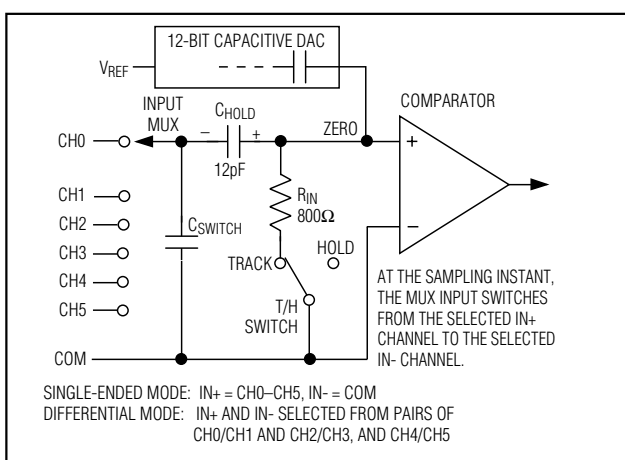 12-BIT CAPACITIVE DAC
VREF
INPUT
MUX
CHOLD
COMPARATOR
− +
ZERO
+
CH0
12pF
RIN
800Ω
CH1
CH2
CSWITCH
−
HOLD
CH3
TRACK
CH4
CH5
T/H
SWITCH
AT THE SAMPLING INSTANT,
THE MUX INPUT SWITCHES
FROM THE SELECTED IN+
CHANNEL TO THE SELECTED
IN- CHANNEL.
COM
SINGLE-ENDED MODE: IN+ = CH0–CH5, IN- = COM
DIFFERENTIAL MODE: IN+ AND IN- SELECTED FROM PAIRS OF
CH0/CH1 AND CH2/CH3, AND CH4/CH5